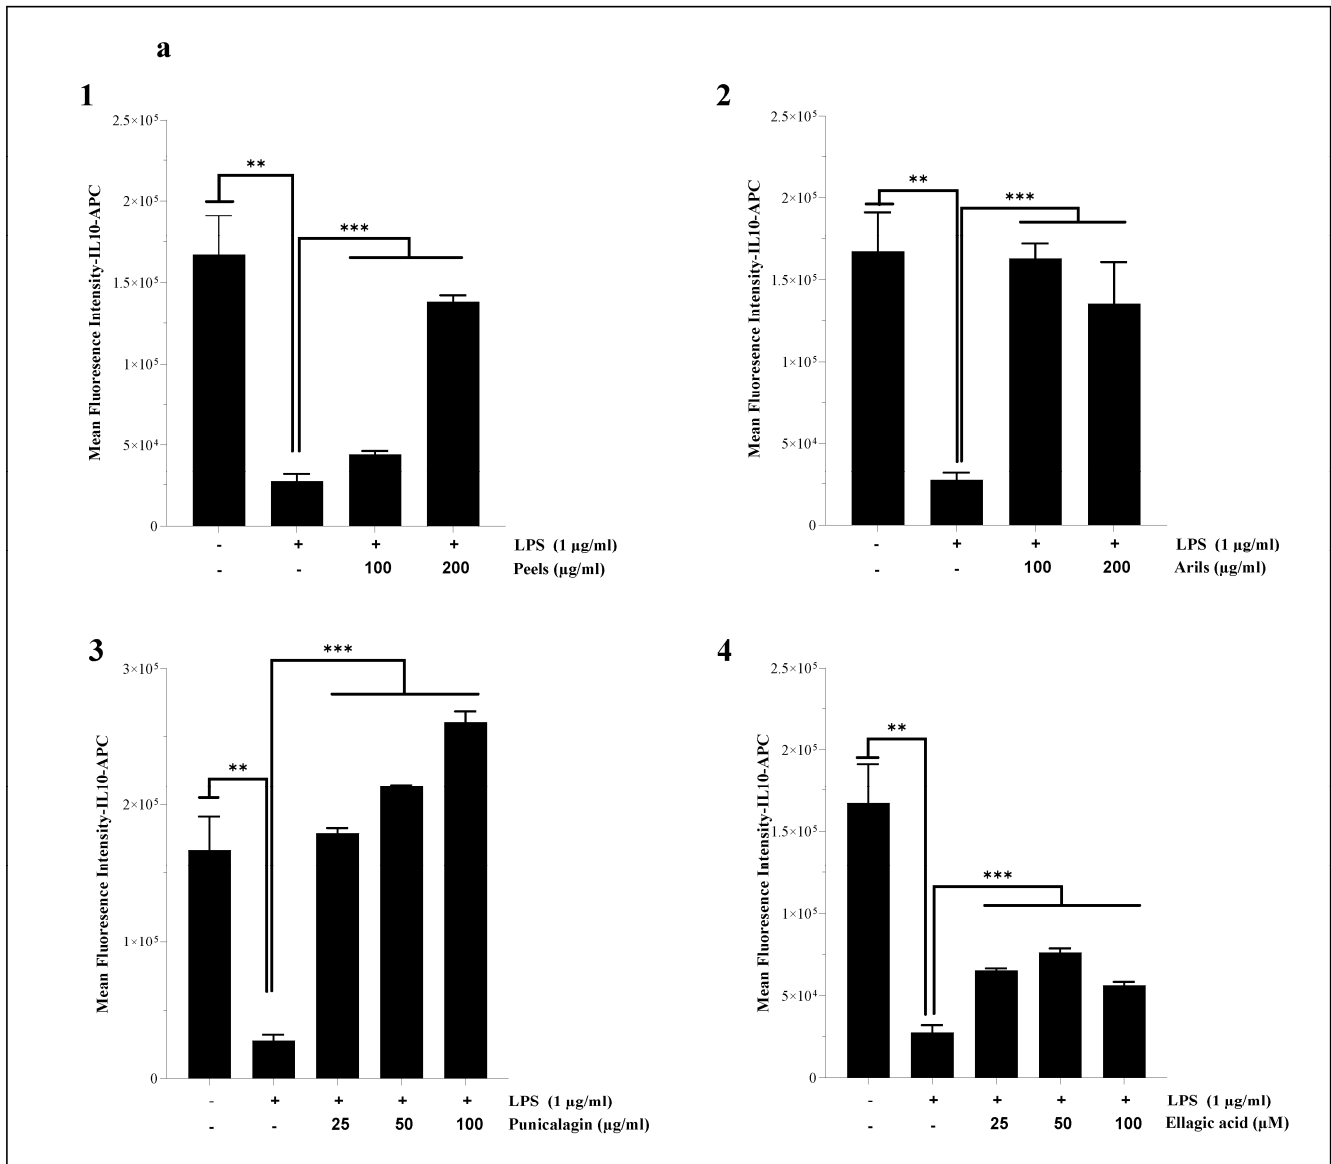 a
1
Mean Fluoresence Intensity-IL10-APC
2.5×10⁵
2×10⁵
1.5×10⁵
1×10⁵
5×10⁴
0
**
***
- + + + LPS (1 µg/ml)
- - 100 200 Peels (µg/ml)
2
Mean Fluoresence Intensity-IL10-APC
2.5×10⁵
2×10⁵
1.5×10⁵
1×10⁵
5×10⁴
0
**
***
- + + + LPS (1 µg/ml)
- - 100 200 Arils (µg/ml)
3
Mean Fluoresence Intensity-IL10-APC
3×10⁵
2×10⁵
1×10⁵
0
**
***
- + + + + LPS (1 µg/ml)
- - 25 50 100 Punicalagin (µg/ml)
4
Mean Fluoresence Intensity-IL10-APC
2.5×10⁵
2×10⁵
1.5×10⁵
1×10⁵
5×10⁴
0
**
***
- + + + + LPS (1 µg/ml)
- - 25 50 100 Ellagic acid (µM)